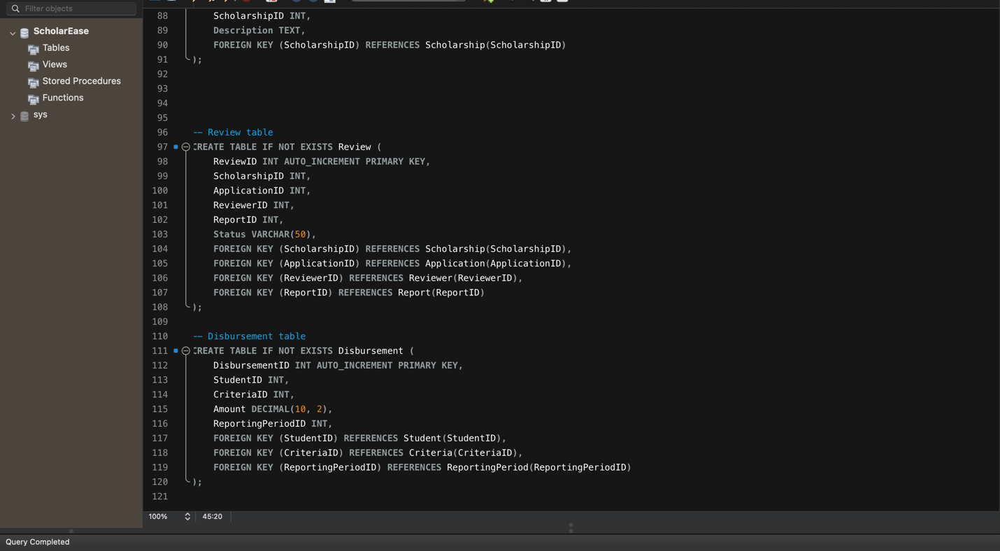 Filter objects
ScholarEase
Tables
Views
Stored Procedures
Functions
sys
88 ScholarshipID INT,
89 Description TEXT,
90 FOREIGN KEY (ScholarshipID) REFERENCES Scholarship(ScholarshipID)
91 );
92
93
94
95
96 -- Review table
97 CREATE TABLE IF NOT EXISTS Review (
98 ReviewID INT AUTO_INCREMENT PRIMARY KEY,
99 ScholarshipID INT,
100 ApplicationID INT,
101 ReviewerID INT,
102 ReportID INT,
103 Status VARCHAR(50),
104 FOREIGN KEY (ScholarshipID) REFERENCES Scholarship(ScholarshipID),
105 FOREIGN KEY (ApplicationID) REFERENCES Application(ApplicationID),
106 FOREIGN KEY (ReviewerID) REFERENCES Reviewer(ReviewerID),
107 FOREIGN KEY (ReportID) REFERENCES Report(ReportID)
108 );
109
110 -- Disbursement table
111 CREATE TABLE IF NOT EXISTS Disbursement (
112 DisbursementID INT AUTO_INCREMENT PRIMARY KEY,
113 StudentID INT,
114 CriteriaID INT,
115 Amount DECIMAL(10, 2),
116 ReportingPeriodID INT,
117 FOREIGN KEY (StudentID) REFERENCES Student(StudentID),
118 FOREIGN KEY (CriteriaID) REFERENCES Criteria(CriteriaID),
119 FOREIGN KEY (ReportingPeriodID) REFERENCES ReportingPeriod(ReportingPeriodID)
120 );
121
100% 45:20
Query Completed